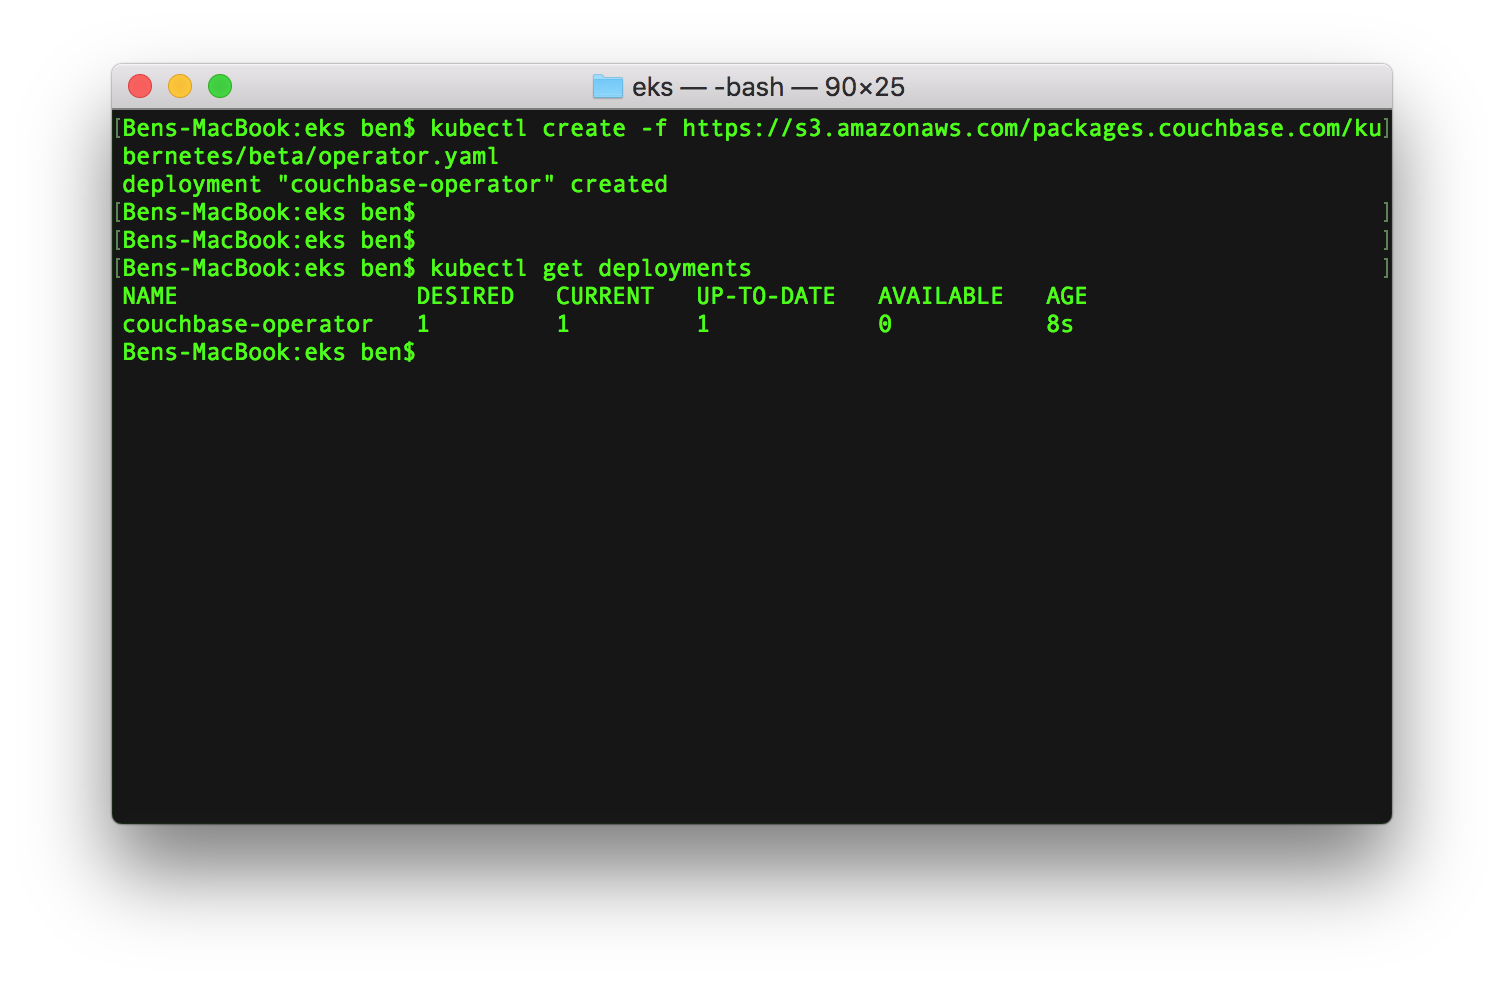 eks — -bash — 90×25
[Bens-MacBook:eks ben$ kubectl create -f https://s3.amazonaws.com/packages.couchbase.com/ku]
bernetes/beta/operator.yaml
deployment "couchbase-operator" created
[Bens-MacBook:eks ben$ ]
[Bens-MacBook:eks ben$ ]
[Bens-MacBook:eks ben$ kubectl get deployments ]
NAME DESIRED CURRENT UP-TO-DATE AVAILABLE AGE
couchbase-operator 1 1 1 0 8s
Bens-MacBook:eks ben$